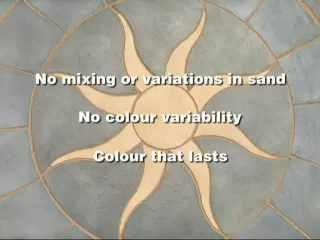 No mixing or variations in sand
No colour variability
Colour that lasts